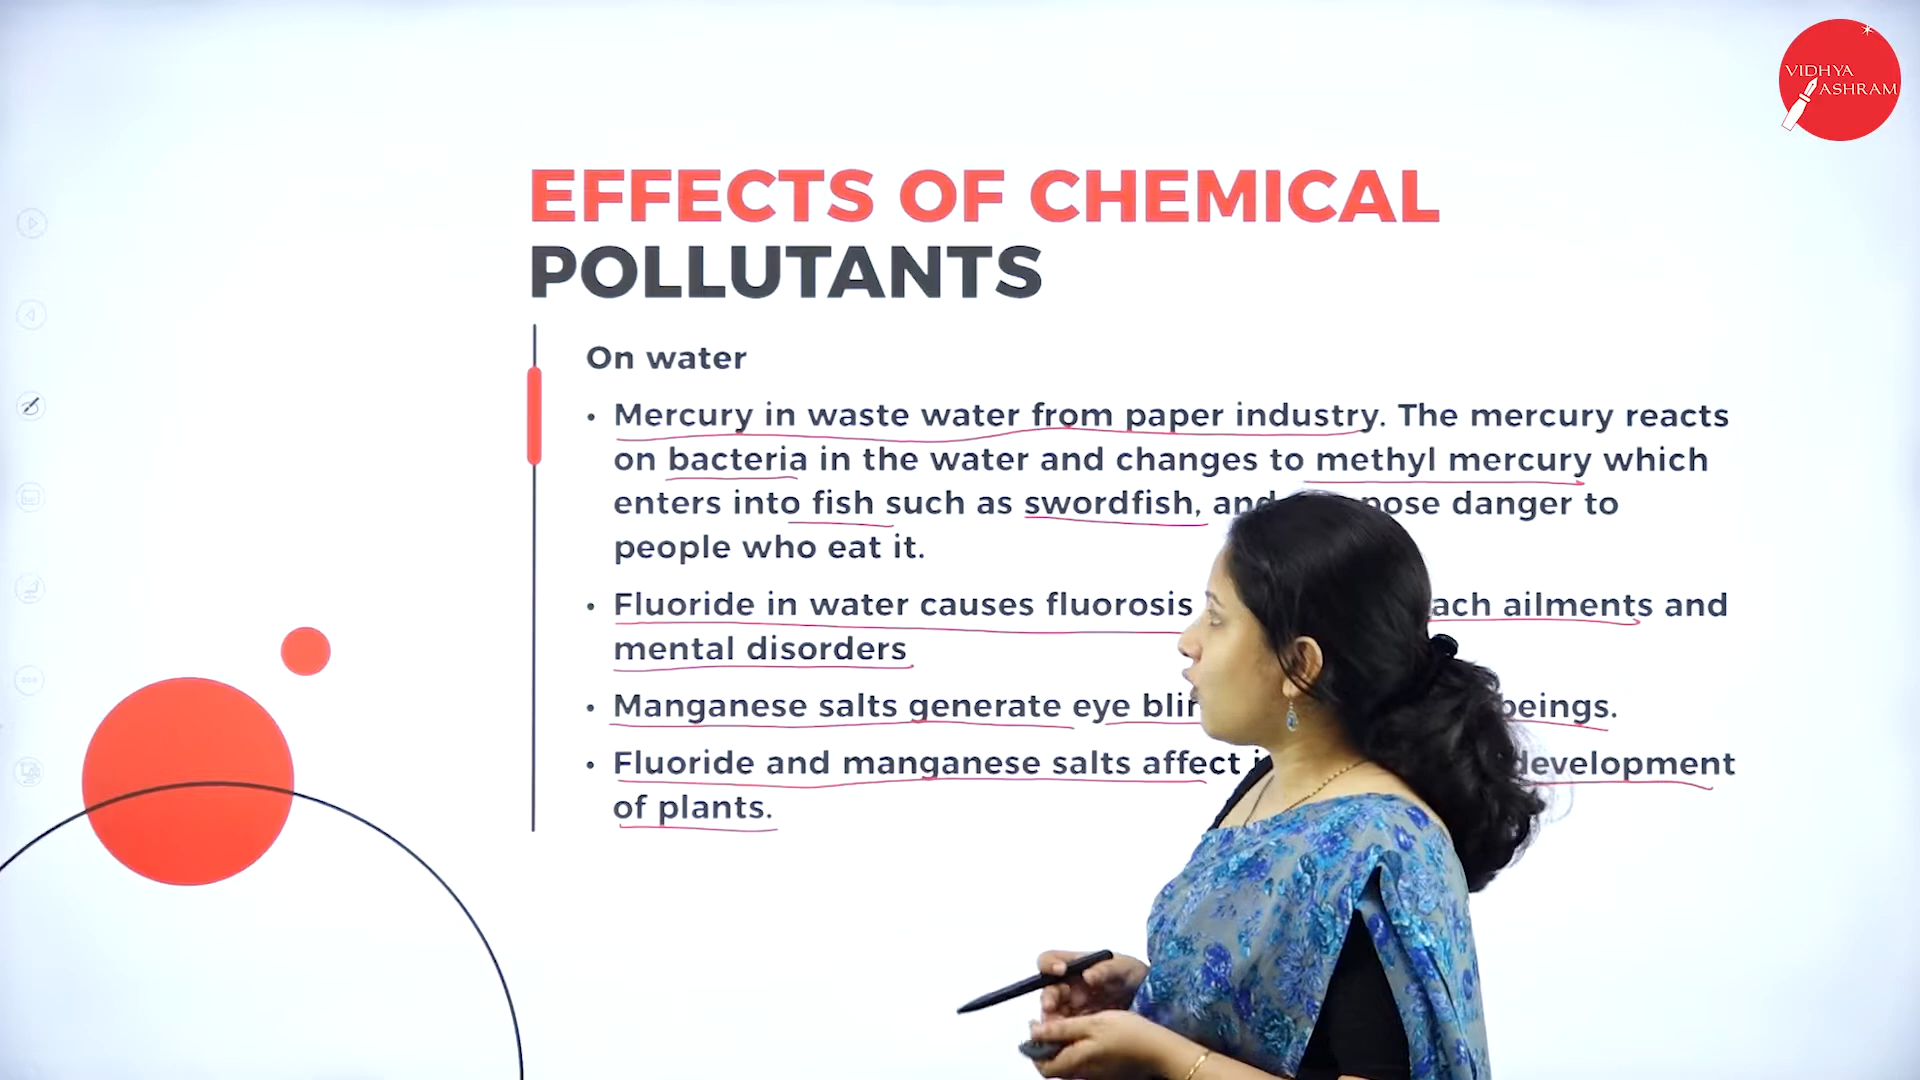 VIDHYA
ASHRAM
EFFECTS OF CHEMICAL
POLLUTANTS
On water
• Mercury in waste water from paper industry. The mercury reacts
on bacteria in the water and changes to methyl mercury which
enters into fish such as swordfish, and pose danger to
people who eat it.
• Fluoride in water causes fluorosis ach ailments and
mental disorders
• Manganese salts generate eye beings.
• Fluoride and manganese salts affect development
of plants.